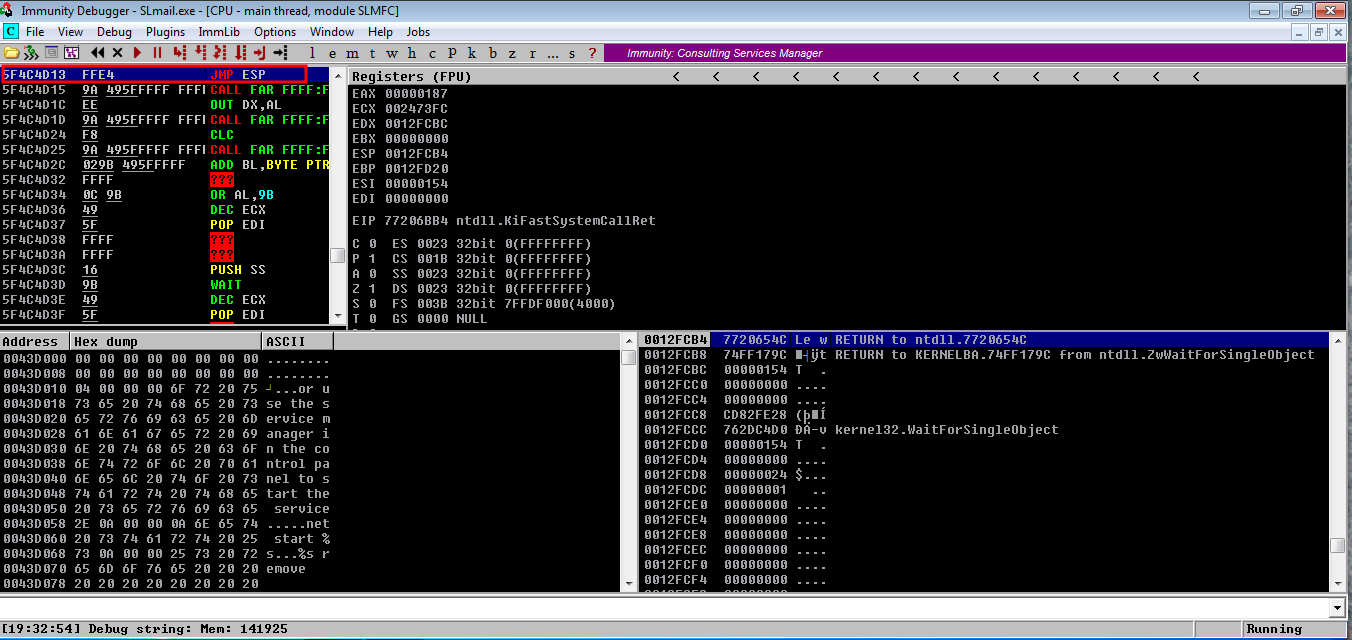 Immunity Debugger - SLmail.exe - [CPU - main thread, module SLMFC]
C File View Debug Plugins ImmLib Options Window Help Jobs
l e m t w h c P k b z r ... s ? Immunity: Consulting Services Manager
5F4C4D13 FFE4 JMP ESP
5F4C4D15 9A 495FFFFF FFFF CALL FAR FFFF:F
5F4C4D1C EE OUT DX,AL
5F4C4D1D 9A 495FFFFF FFFF CALL FAR FFFF:F
5F4C4D24 F8 CLC
5F4C4D25 9A 495FFFFF FFFF CALL FAR FFFF:F
5F4C4D2C 029B 495FFFFF ADD BL,BYTE PTR
5F4C4D32 FFFF ???
5F4C4D34 0C 9B OR AL,9B
5F4C4D36 49 DEC ECX
5F4C4D37 5F POP EDI
5F4C4D38 FFFF ???
5F4C4D3A FFFF ???
5F4C4D3C 16 PUSH SS
5F4C4D3D 9B WAIT
5F4C4D3E 49 DEC ECX
5F4C4D3F 5F POP EDI
Registers (FPU) < < < < < < < < < < < < < <
EAX 00000187
ECX 002473FC
EDX 0012FCBC
EBX 00000000
ESP 0012FCB4
EBP 0012FD20
ESI 00000154
EDI 00000000
EIP 77206BB4 ntdll.KiFastSystemCallRet
C 0 ES 0023 32bit 0(FFFFFFFF)
P 1 CS 001B 32bit 0(FFFFFFFF)
A 0 SS 0023 32bit 0(FFFFFFFF)
Z 1 DS 0023 32bit 0(FFFFFFFF)
S 0 FS 003B 32bit 7FFDF000(4000)
T 0 GS 0000 NULL
Address Hex dump ASCII
0043D000 00 00 00 00 00 00 00 00 ........
0043D008 00 00 00 00 00 00 00 00 ........
0043D010 04 00 00 00 6F 72 20 75 ┘...or u
0043D018 73 65 20 74 68 65 20 73 se the s
0043D020 65 72 76 69 63 65 20 6D ervice m
0043D028 61 6E 61 67 65 72 20 69 anager i
0043D030 6E 20 74 68 65 20 63 6F n the co
0043D038 6E 74 72 6F 6C 20 70 61 ntrol pa
0043D040 6E 65 6C 20 74 6F 20 73 nel to s
0043D048 74 61 72 74 20 74 68 65 tart the
0043D050 20 73 65 72 76 69 63 65 service
0043D058 2E 0A 00 00 0A 6E 65 74 .....net
0043D060 20 73 74 61 72 74 20 25 start %
0043D068 73 0A 00 00 25 73 20 72 s...%s r
0043D070 65 6D 6F 76 65 20 20 20 emove
0043D078 20 20 20 20 20 20 20 20
0012FCB4 7720654C Le w RETURN to ntdll.7720654C
0012FCB8 74FF179C ÿt RETURN to KERNELBA.74FF179C from ntdll.ZwWaitForSingleObject
0012FCBC 00000154 T .
0012FCC0 00000000 ....
0012FCC4 00000000 ....
0012FCC8 CD82FE28 (þ Í
0012FCCC 762DC4D0 ÐÄ-v kernel32.WaitForSingleObject
0012FCD0 00000154 T .
0012FCD4 00000000 ....
0012FCD8 00000024 $...
0012FCDC 00000001 ..
0012FCE0 00000000 ....
0012FCE4 00000000 ....
0012FCE8 00000000 ....
0012FCEC 00000000 ....
0012FCF0 00000000 ....
0012FCF4 00000000 ....
[19:32:54] Debug string: Mem: 141925 Running